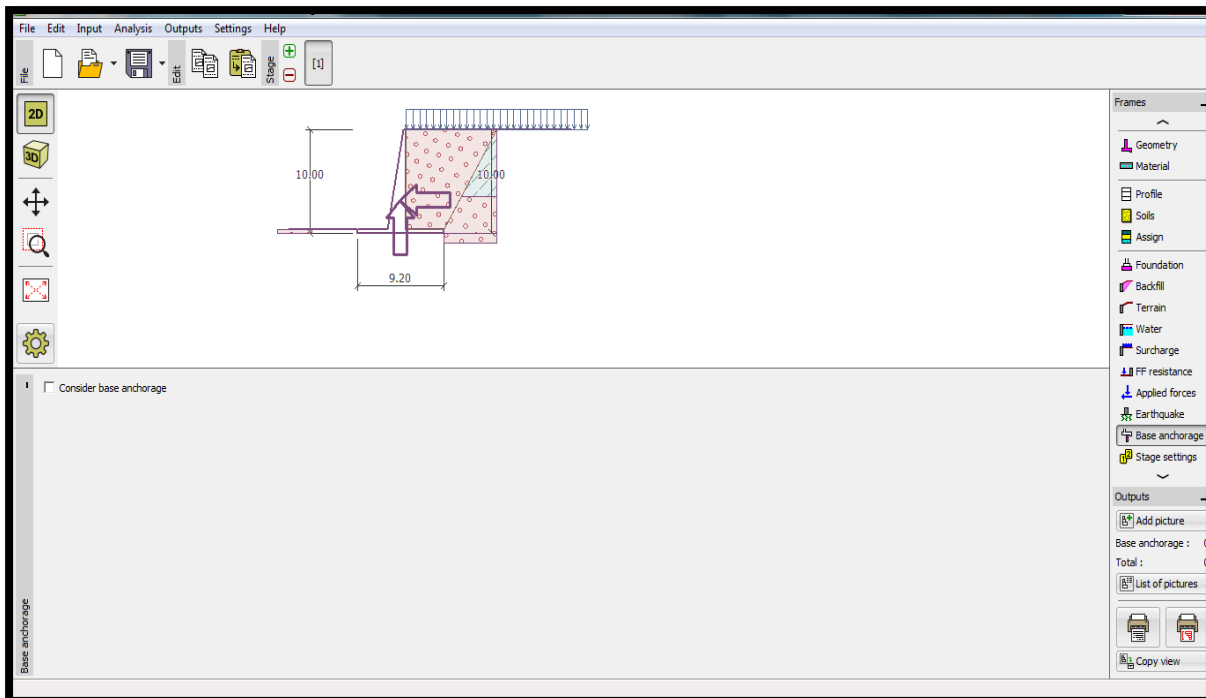 File Edit Input Analysis Outputs Settings Help
File
Edit
Stage
[1]
2D
3D
10.00
10.00
9.20
Frames
Geometry
Material
Profile
Soils
Assign
Foundation
Backfill
Terrain
Water
Surcharge
FF resistance
Applied forces
Earthquake
Base anchorage
Stage settings
Outputs
Add picture
Base anchorage :
Total :
List of pictures
Copy view
Consider base anchorage
Base anchorage